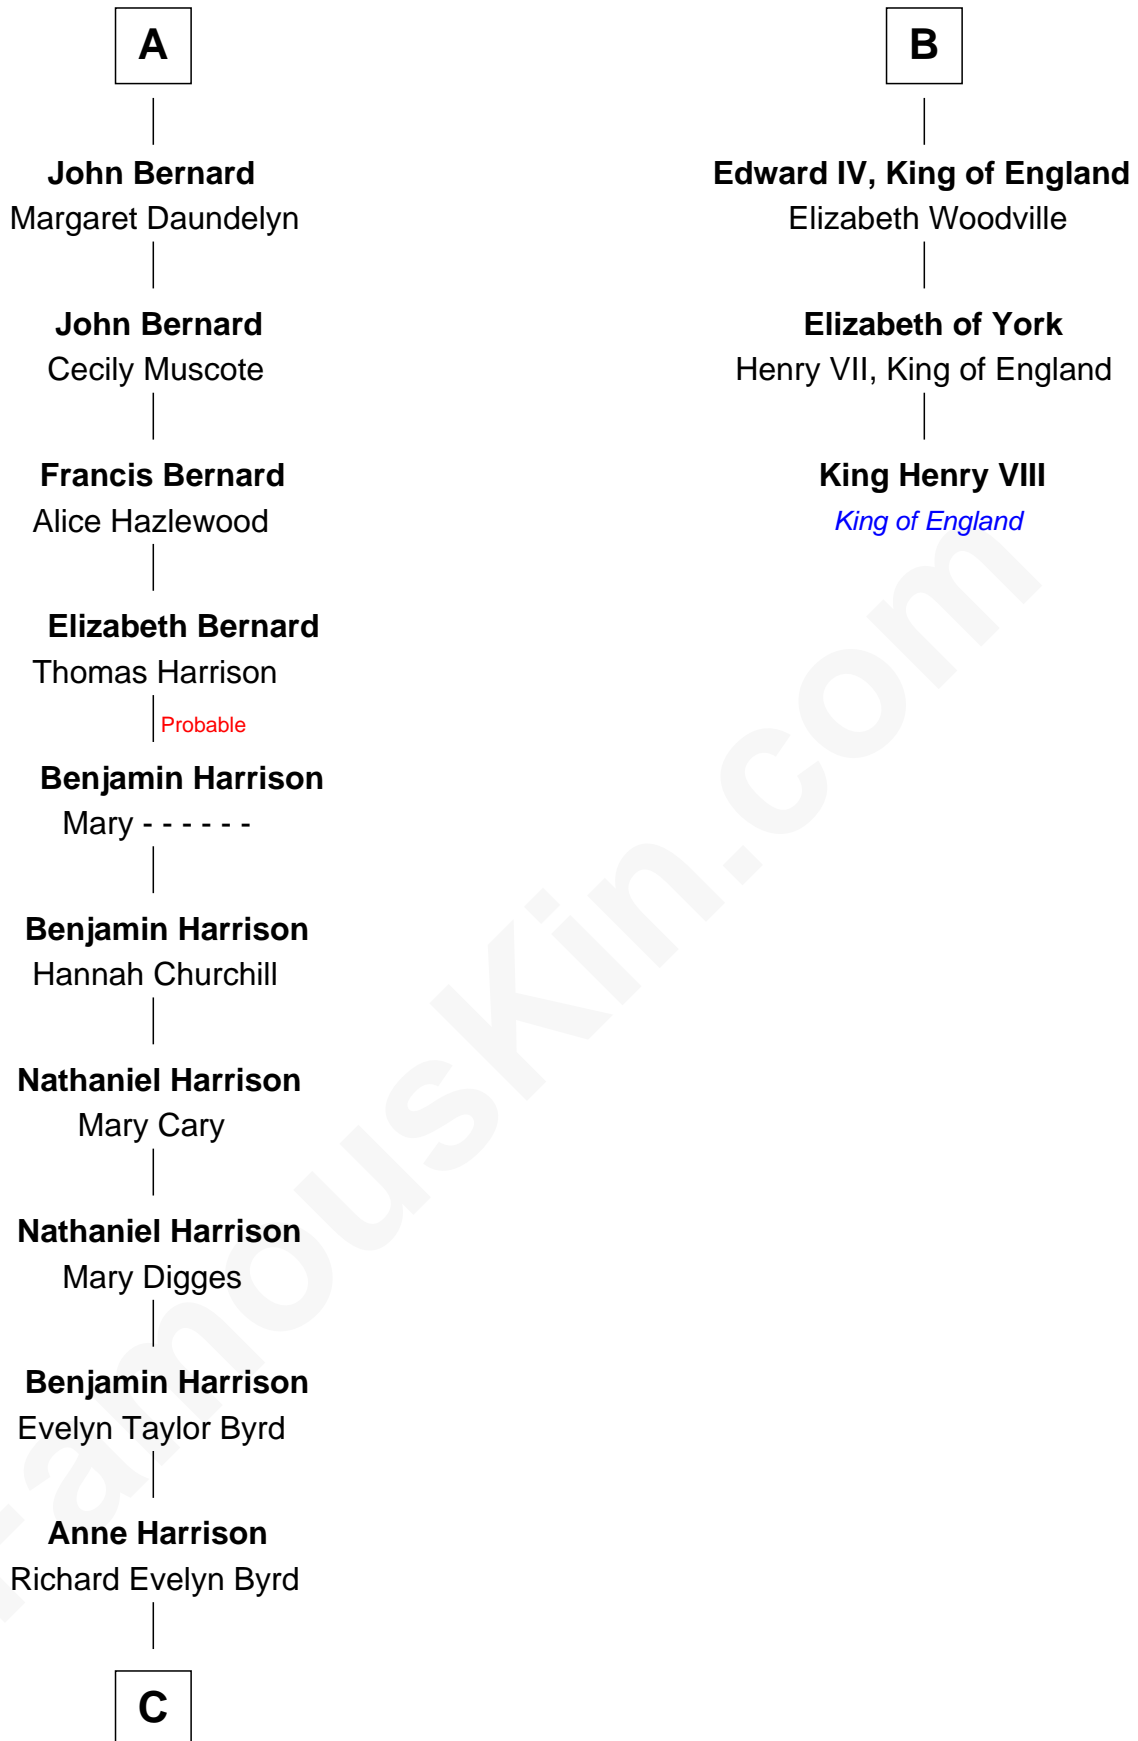 A
John Bernard
Margaret Daundelyn
John Bernard
Cecily Muscote
Francis Bernard
Alice Hazlewood
Elizabeth Bernard
Thomas Harrison
Probable
Benjamin Harrison
Mary - - - - - -
Benjamin Harrison
Hannah Churchill
Nathaniel Harrison
Mary Cary
Nathaniel Harrison
Mary Digges
Benjamin Harrison
Evelyn Taylor Byrd
Anne Harrison
Richard Evelyn Byrd
C
B
Edward IV, King of England
Elizabeth Woodville
Elizabeth of York
Henry VII, King of England
King Henry VIII
King of England
FamousKin.com